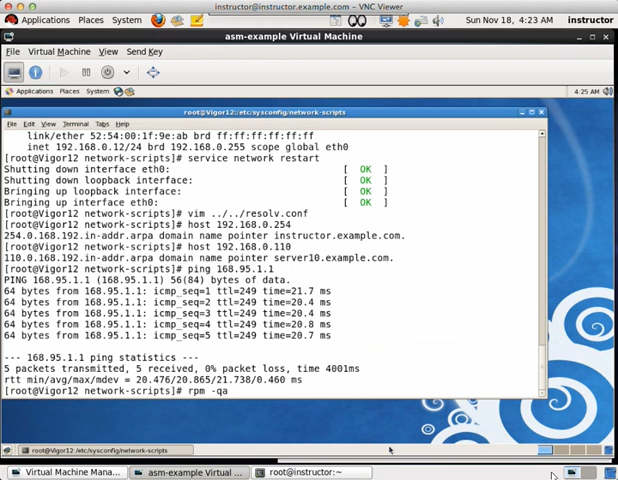 instructor@instructor.example.com – VNC Viewer
Applications Places System Sun Nov 18, 4:23 AM instructor
asm-example Virtual Machine
File Virtual Machine View Send Key
Applications Places System 4:25 AM
root@Vigor12:/etc/sysconfig/network-scripts
File Edit View Terminal Tabs Help
link/ether 52:54:00:1f:9e:ab brd ff:ff:ff:ff:ff:ff
inet 192.168.0.12/24 brd 192.168.0.255 scope global eth0
[root@Vigor12 network-scripts]# service network restart
Shutting down interface eth0: [ OK ]
Shutting down loopback interface: [ OK ]
Bringing up loopback interface: [ OK ]
Bringing up interface eth0: [ OK ]
[root@Vigor12 network-scripts]# vim ../../resolv.conf
[root@Vigor12 network-scripts]# host 192.168.0.254
254.0.168.192.in-addr.arpa domain name pointer instructor.example.com.
[root@Vigor12 network-scripts]# host 192.168.0.110
110.0.168.192.in-addr.arpa domain name pointer server10.example.com.
[root@Vigor12 network-scripts]# ping 168.95.1.1
PING 168.95.1.1 (168.95.1.1) 56(84) bytes of data.
64 bytes from 168.95.1.1: icmp_seq=1 ttl=249 time=21.7 ms
64 bytes from 168.95.1.1: icmp_seq=2 ttl=249 time=20.4 ms
64 bytes from 168.95.1.1: icmp_seq=3 ttl=249 time=20.4 ms
64 bytes from 168.95.1.1: icmp_seq=4 ttl=249 time=20.8 ms
64 bytes from 168.95.1.1: icmp_seq=5 ttl=249 time=20.7 ms
--- 168.95.1.1 ping statistics ---
5 packets transmitted, 5 received, 0% packet loss, time 4001ms
rtt min/avg/max/mdev = 20.476/20.865/21.738/0.460 ms
[root@Vigor12 network-scripts]# rpm -qa
root@Vigor12:/etc/sysconfig/network-scripts
Virtual Machine Mana... asm-example Virtual ... root@instructor:~